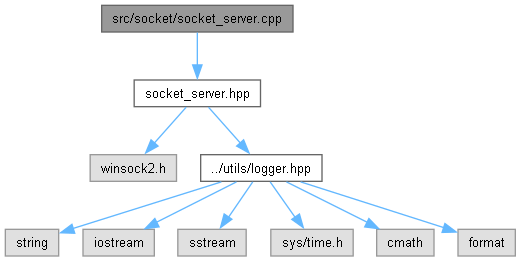 src/socket/socket_server.cpp
socket_server.hpp
winsock2.h
../utils/logger.hpp
string
iostream
sstream
sys/time.h
cmath
format